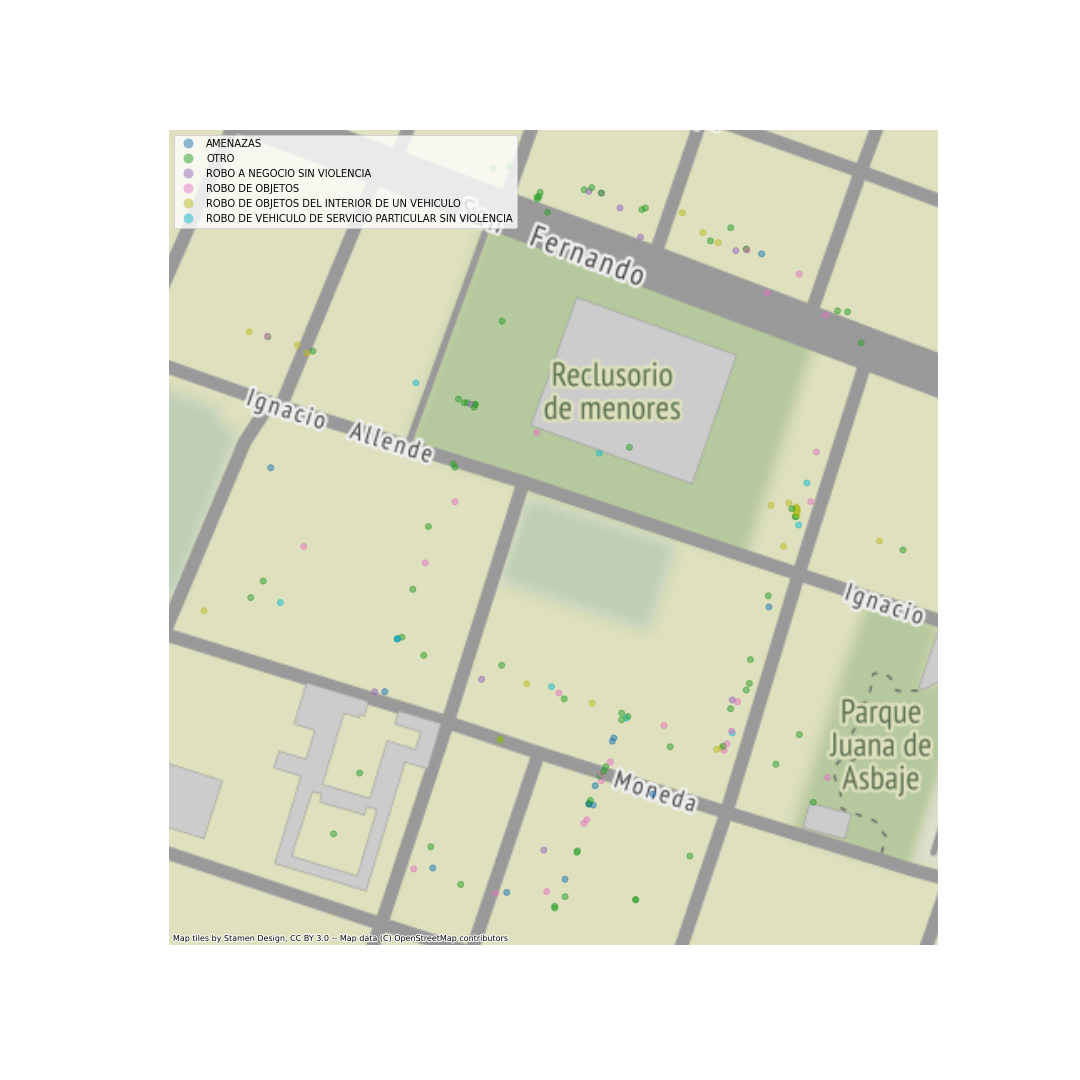 AMENAZAS
OTRO
ROBO A NEGOCIO SIN VIOLENCIA
ROBO DE OBJETOS
ROBO DE OBJETOS DEL INTERIOR DE UN VEHICULO
ROBO DE VEHICULO DE SERVICIO PARTICULAR SIN VIOLENCIA
San Fernando
Reclusorio
de menores
Ignacio Allende
Ignacio
Parque
Juana de
Asbaje
Moneda
Map tiles by Stamen Design, CC BY 3.0 -- Map data (C) OpenStreetMap contributors